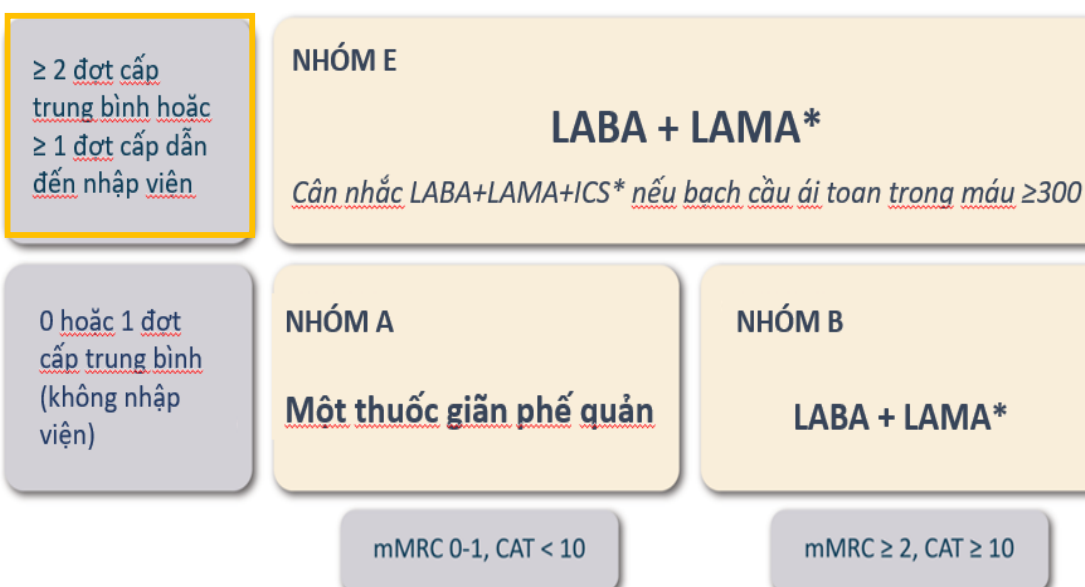 ≥ 2 đợt cấp
trung bình hoặc
≥ 1 đợt cấp dẫn
đến nhập viên
NHÓM E
LABA + LAMA*
Cân nhắc LABA+LAMA+ICS* nếu bạch cầu ái toan trong máu ≥300
0 hoặc 1 đợt
cấp trung bình
(không nhập
viện)
NHÓM A
Một thuốc giãn phế quản
NHÓM B
LABA + LAMA*
mMRC 0-1, CAT < 10
mMRC ≥ 2, CAT ≥ 10